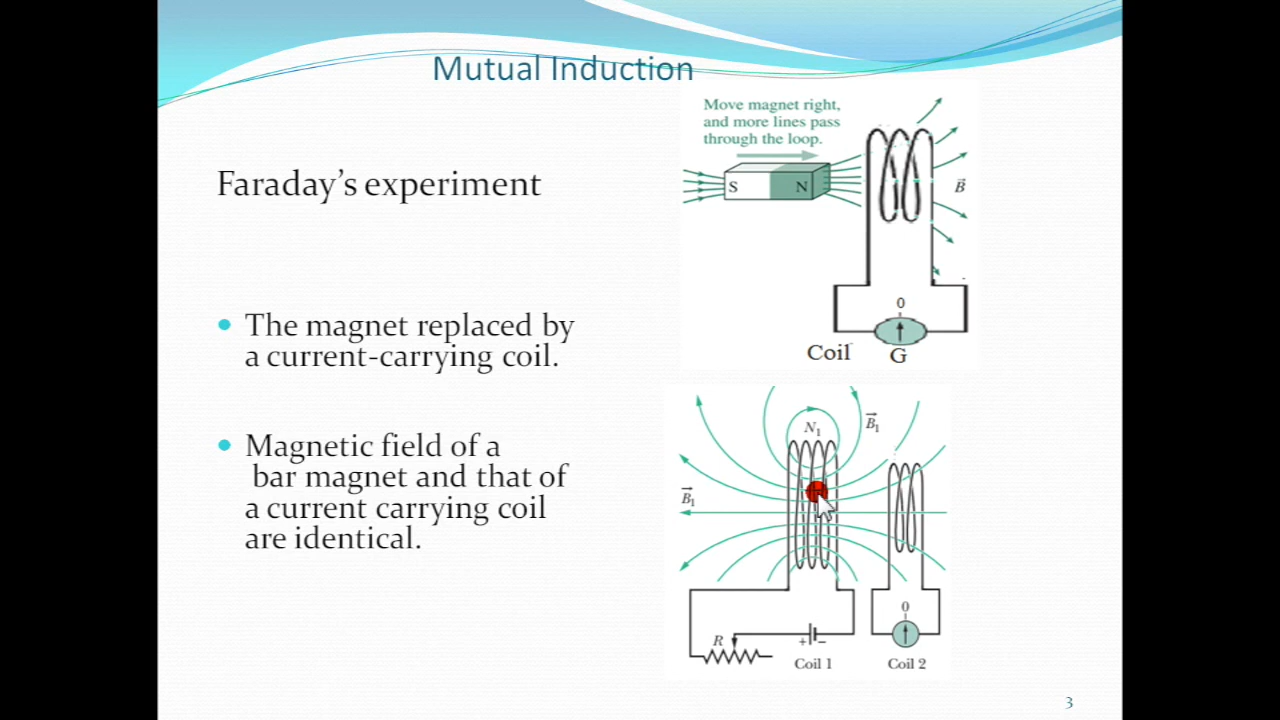 Mutual Induction
Faraday’s experiment
• The magnet replaced by
a current-carrying coil.
• Magnetic field of a
bar magnet and that of
a current carrying coil
are identical.
Move magnet right,
and more lines pass
through the loop.
S N
B
0
Coil G
N1
B1
B1
0
R
+ −
Coil 1 Coil 2
3